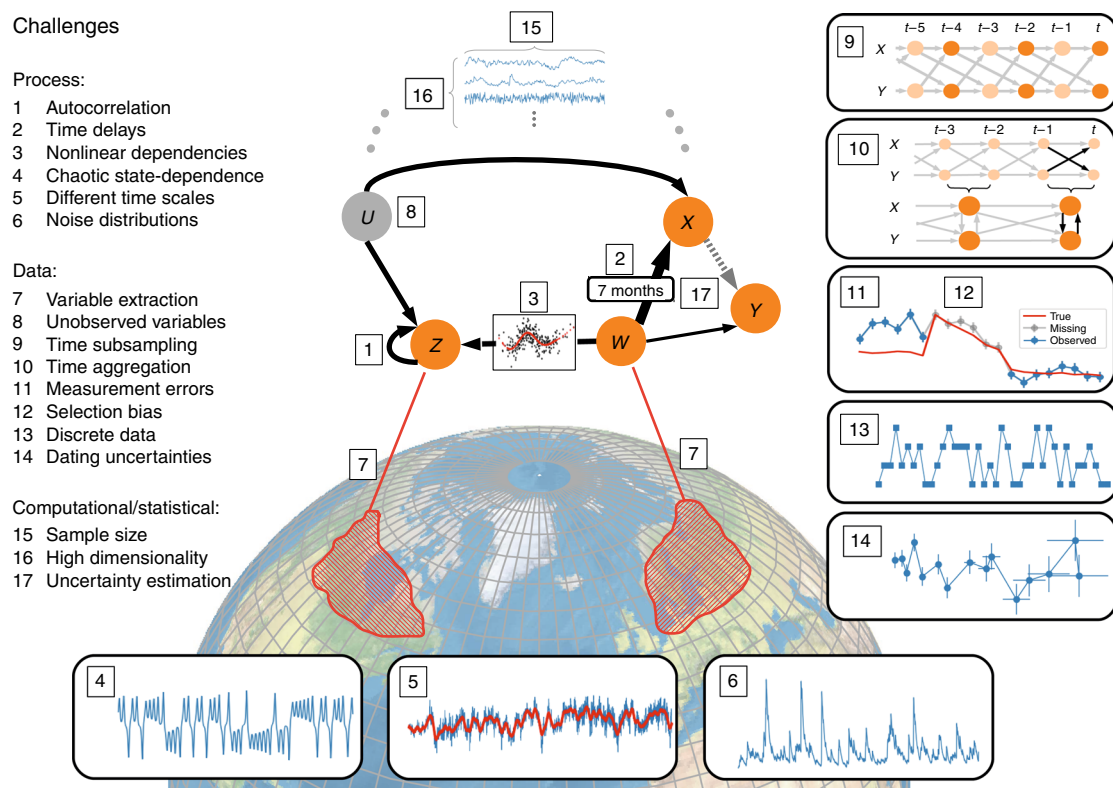 Challenges
Process:
1 Autocorrelation
2 Time delays
3 Nonlinear dependencies
4 Chaotic state-dependence
5 Different time scales
6 Noise distributions
Data:
7 Variable extraction
8 Unobserved variables
9 Time subsampling
10 Time aggregation
11 Measurement errors
12 Selection bias
13 Discrete data
14 Dating uncertainties
Computational/statistical:
15 Sample size
16 High dimensionality
17 Uncertainty estimation
15
16
U
8
X
2
7 months
17
Y
3
1
Z
W
7
7
4
5
6
9
t–5 t–4 t–3 t–2 t–1 t
X
Y
10
t–3 t–2 t–1 t
X
Y
X
Y
11
12
True
Missing
Observed
13
14